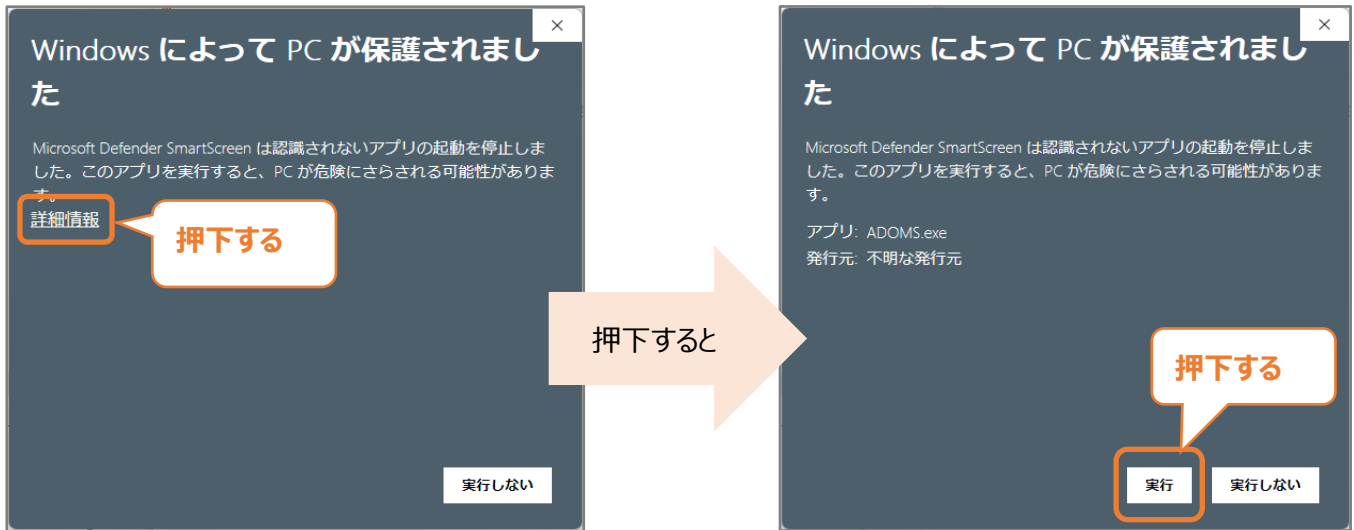 Windows によって PC が保護されまし
た
Microsoft Defender SmartScreen は認識されないアプリの起動を停止しま
した。このアプリを実行すると、PC が危険にさらされる可能性がありま
す。
詳細情報
押下する
実行しない
押下すると
Windows によって PC が保護されまし
た
Microsoft Defender SmartScreen は認識されないアプリの起動を停止しま
した。このアプリを実行すると、PC が危険にさらされる可能性がありま
す。
アプリ: ADOMS.exe
発行元: 不明な発行元
押下する
実行
実行しない